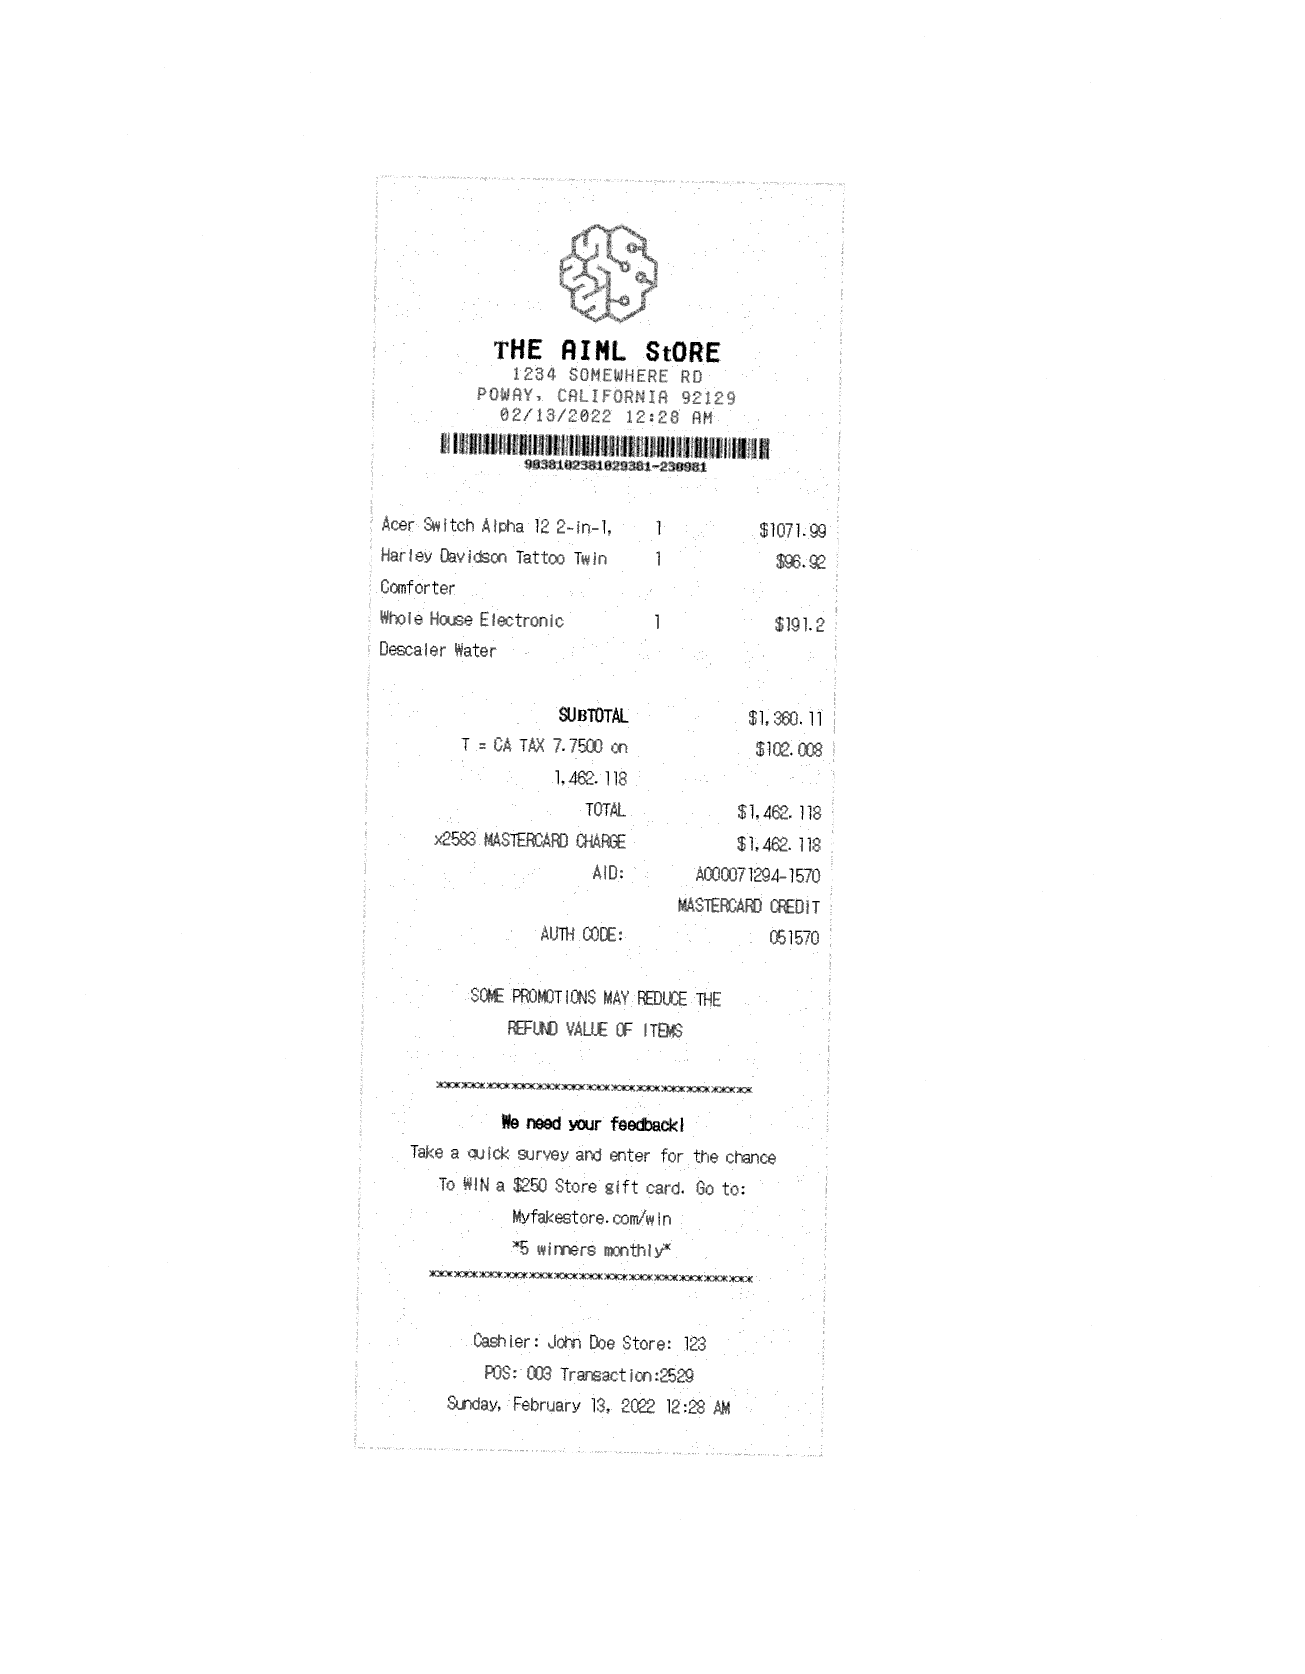 THE AIML StORE
1234 SOMEWHERE RD
POWAY, CALIFORNIA 92129
02/13/2022 12:28 AM
9838102381029381-230981
Acer Switch Alpha 12 2-in-1, 1 $1071.99
Harley Davidson Tattoo Twin 1 $96.92
Comforter
Whole House Electronic 1 $191.2
Descaler Water
SUBTOTAL $1,360.11
T = CA TAX 7.7500 on $102.008
1,462.118
TOTAL $1,462.118
x2583 MASTERCARD CHARGE $1,462.118
AID: A000071294-1570
MASTERCARD CREDIT
AUTH CODE: 051570
SOME PROMOTIONS MAY REDUCE THE
REFUND VALUE OF ITEMS
We need your feedback!
Take a quick survey and enter for the chance
To WIN a $250 Store gift card. Go to:
Myfakestore.com/win
*5 winners monthly*
Cashier: John Doe Store: 123
POS: 003 Transaction:2529
Sunday, February 13, 2022 12:28 AM